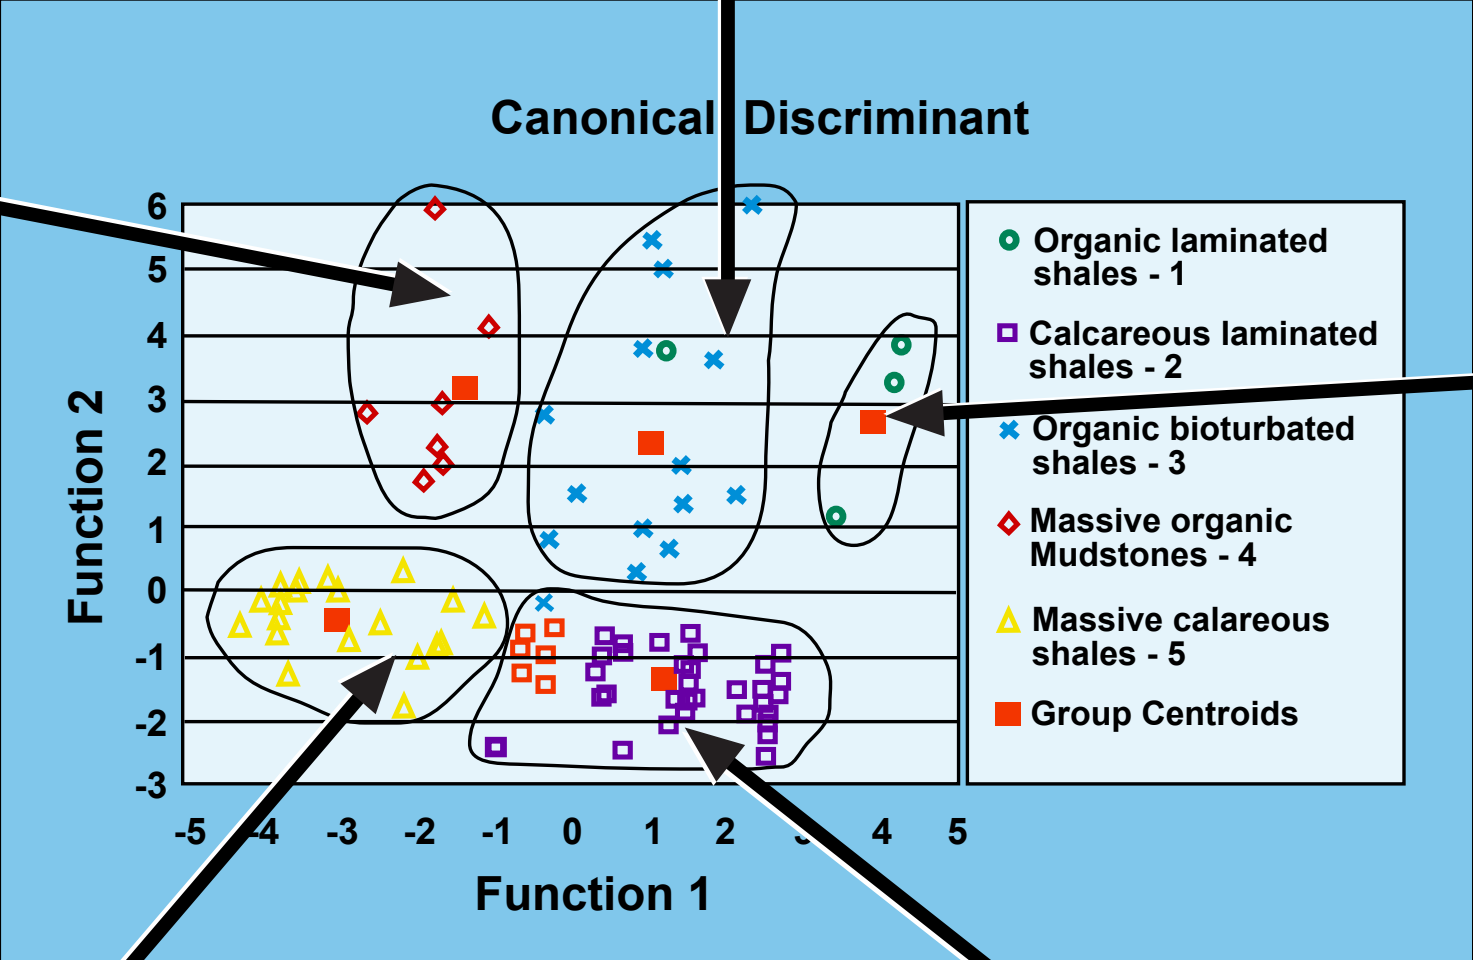 Canonical Discriminant
6
5
4
3
2
1
0
-1
-2
-3
Function 2
-5 -4 -3 -2 -1 0 1 2 3 4 5
Function 1
Organic laminated
shales - 1
Calcareous laminated
shales - 2
Organic bioturbated
shales - 3
Massive organic
Mudstones - 4
Massive calareous
shales - 5
Group Centroids